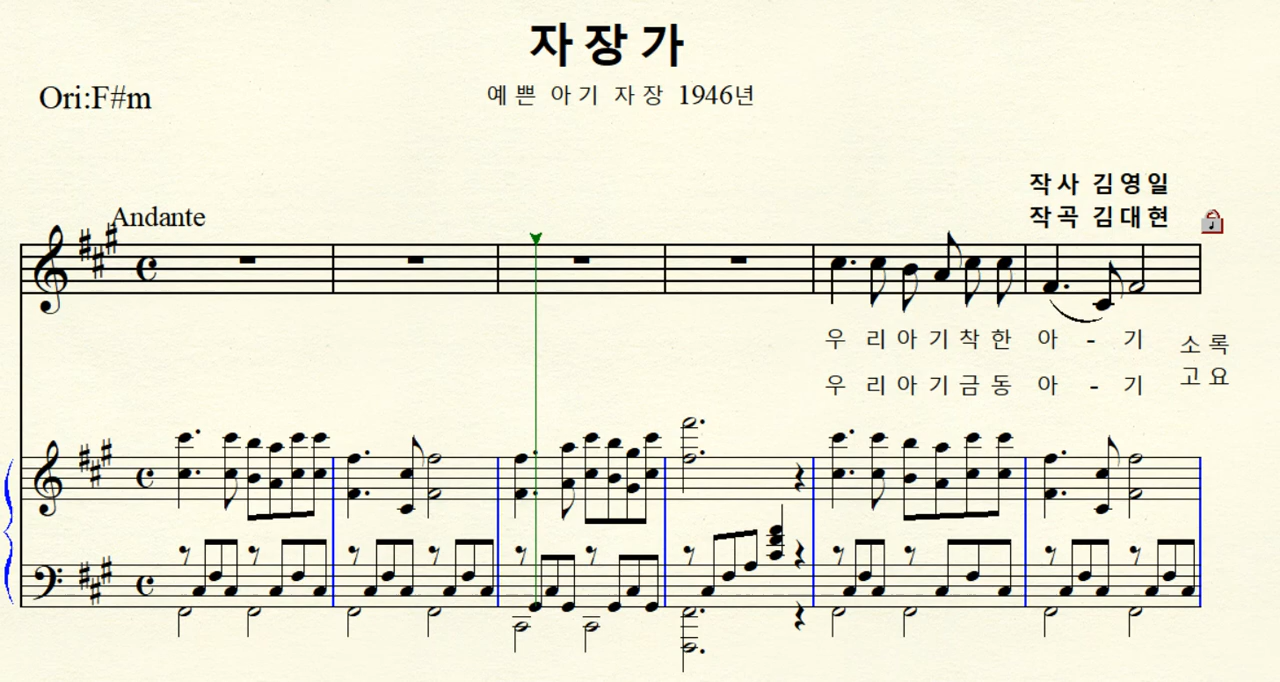 자장가
Ori:F#m
예쁜 아기 자장 1946년
작사 김영일
작곡 김대현
Andante
우 리 아 기 착 한 아 - 기 소 록
우 리 아 기 금 동 아 - 기 고 요